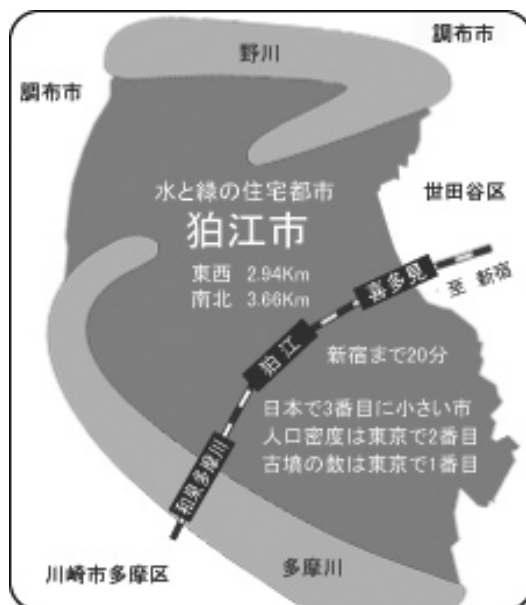 調布市
野川
調布市
水と緑の住宅都市
狛江市
東西 2.94Km
南北 3.66Km
世田谷区
喜多見
至 新宿
狛江
新宿まで20分
日本で3番目に小さい市
人口密度は東京で2番目
古墳の数は東京で1番目
和泉多摩川
川崎市多摩区
多摩川